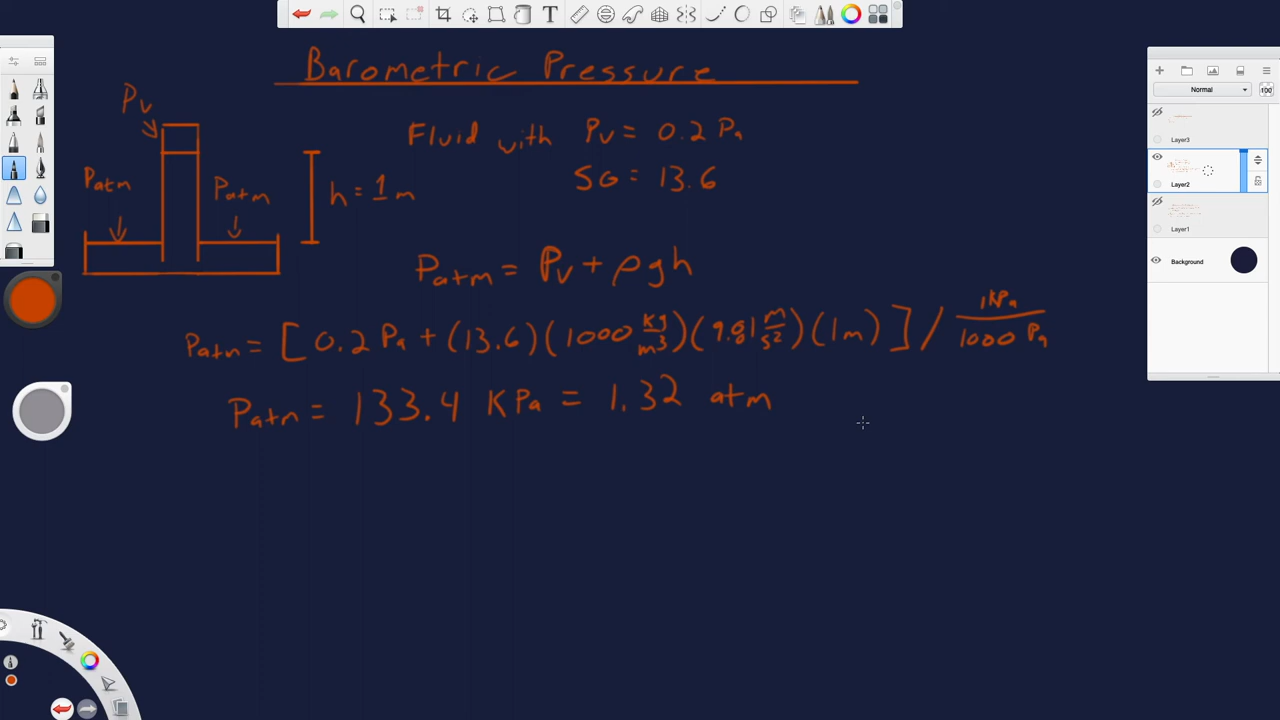 Barometric Pressure
Pv
Fluid with Pv = 0.2 Pa
SG = 13.6
Patm
Patm
h = 1 m
Patm = Pv + ρgh
Patm = [0.2 Pa + (13.6)(1000 kg/m3)(9.81 m/s2)(1m)] / 1KPa/1000 Pa
Patm = 133.4 KPa = 1.32 atm
Normal
100
Layer3
Layer2
Layer1
Background
T